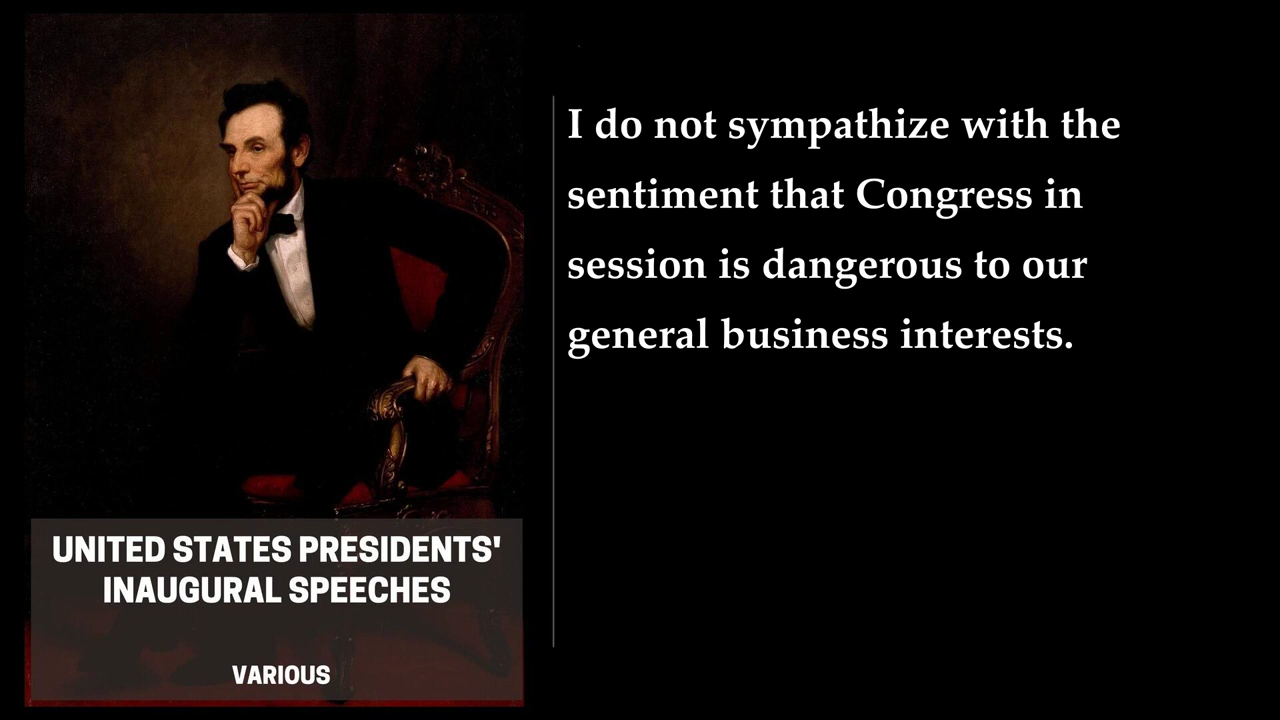 I do not sympathize with the
sentiment that Congress in
session is dangerous to our
general business interests.
UNITED STATES PRESIDENTS'
INAUGURAL SPEECHES
VARIOUS